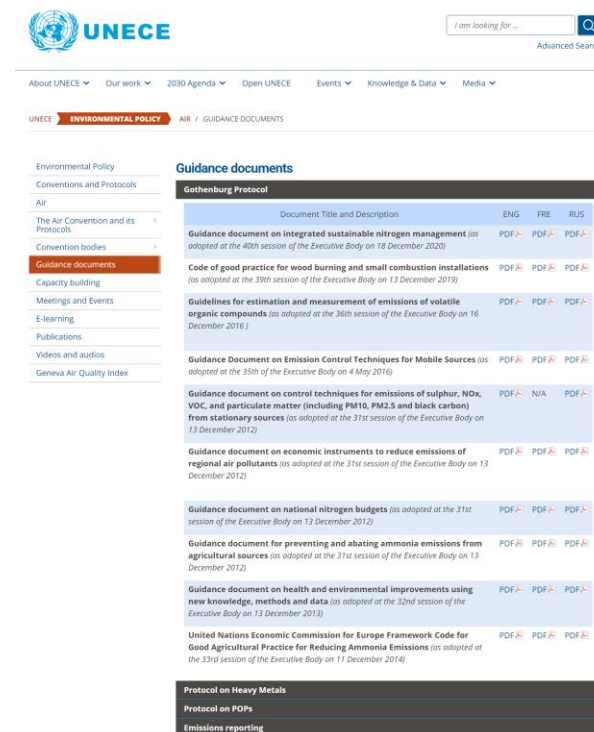 UNECE
I am looking for ...
Advanced Sear
About UNECE Our work 2030 Agenda Open UNECE Events Knowledge & Data Media
UNECE ENVIRONMENTAL POLICY AIR / GUIDANCE DOCUMENTS
Environmental Policy
Conventions and Protocols
Air
The Air Convention and its
Protocols
Convention bodies
Guidance documents
Capacity building
Meetings and Events
E-learning
Publications
Videos and audios
Geneva Air Quality Index
Guidance documents
Gothenburg Protocol
Document Title and Description ENG FRE RUS
Guidance document on integrated sustainable nitrogen management (as PDF PDF PDF
adopted at the 40th session of the Executive Body on 18 December 2020)
Code of good practice for wood burning and small combustion installations PDF PDF PDF
(as adopted at the 39th session of the Executive Body on 13 December 2019)
Guidelines for estimation and measurement of emissions of volatile PDF PDF PDF
organic compounds (as adopted at the 36th session of the Executive Body on 16
December 2016 )
Guidance Document on Emission Control Techniques for Mobile Sources (as PDF PDF PDF
adopted at the 35th of the Executive Body on 4 May 2016)
Guidance document on control techniques for emissions of sulphur, NOx, PDF N/A PDF
VOC, and particulate matter (including PM10, PM2.5 and black carbon)
from stationary sources (as adopted at the 31st session of the Executive Body on
13 December 2012)
Guidance document on economic instruments to reduce emissions of PDF PDF PDF
regional air pollutants (as adopted at the 31st session of the Executive Body on 13
December 2012)
Guidance document on national nitrogen budgets (as adopted at the 31st PDF PDF PDF
session of the Executive Body on 13 December 2012)
Guidance document for preventing and abating ammonia emissions from PDF PDF PDF
agricultural sources (as adopted at the 31st session of the Executive Body on 13
December 2012)
Guidance document on health and environmental improvements using PDF PDF PDF
new knowledge, methods and data (as adopted at the 32nd session of the
Executive Body on 13 December 2013)
United Nations Economic Commission for Europe Framework Code for PDF PDF PDF
Good Agricultural Practice for Reducing Ammonia Emissions (as adopted at
the 33rd session of the Executive Body on 11 December 2014)
Protocol on Heavy Metals
Protocol on POPs
Emissions reporting